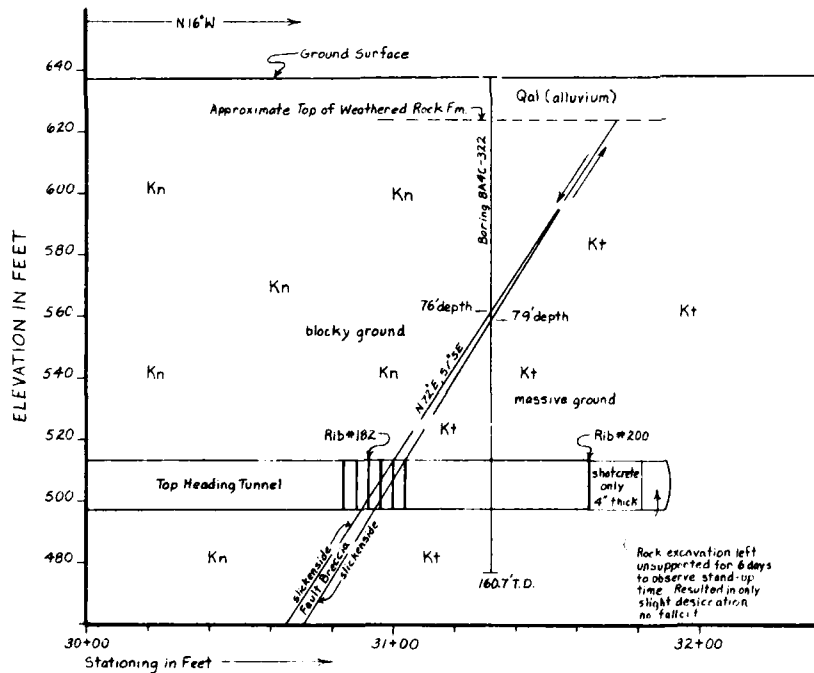 N16°W
Ground Surface
640
Qal (alluvium)
Approximate Top of Weathered Rock Fm.
620
Boring 8A4C-322
600
Kn
Kn
Kt
580
Kn
Kt
560
76' depth
79' depth
blocky ground
ELEVATION IN FEET
N72°E, 51°SE
540
Kn
Kn
Kt
massive ground
520
Kt
Rib #182
Rib #200
Top Heading Tunnel
shotcrete
only
4" thick
500
slickenside
Fault Breccia
slickenside
480
Kn
Kt
160.7' T.D.
Rock excavation left
unsupported for 6 days
to observe stand-up
time. Resulted in only
slight desiccation
no fallout
30+00
31+00
32+00
Stationing in Feet